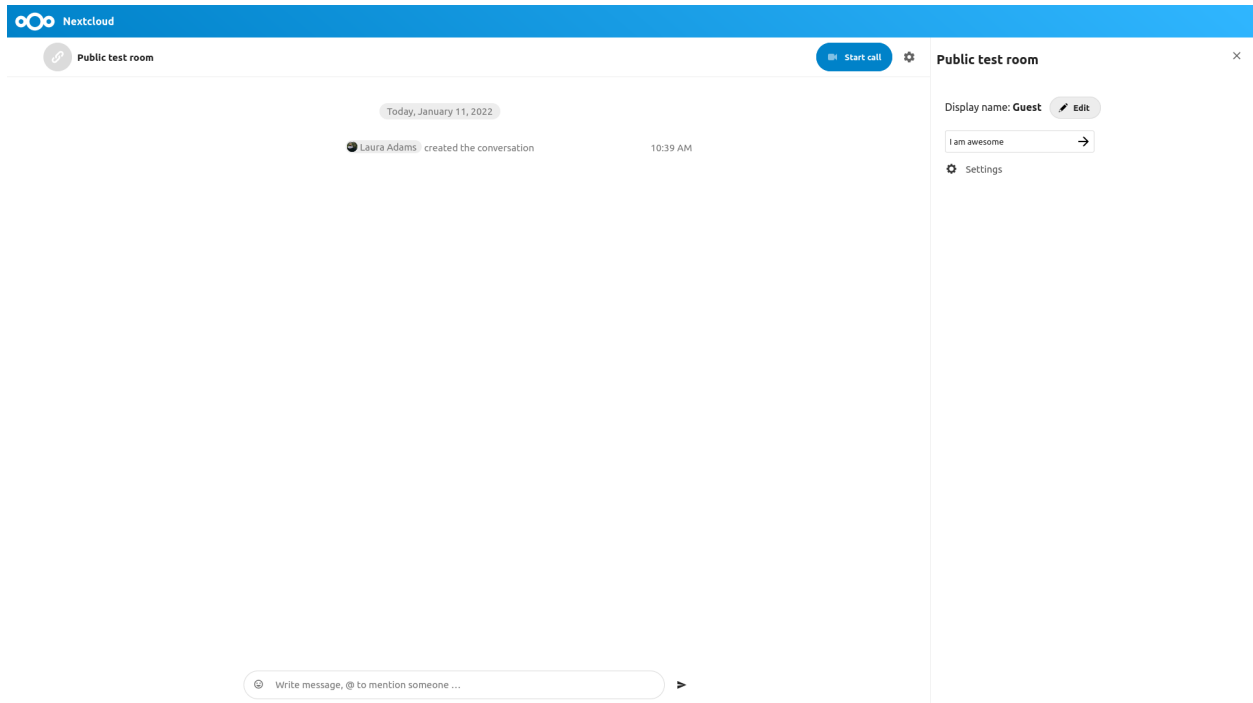 Nextcloud
Public test room
Start call
Today, January 11, 2022
Laura Adams created the conversation 10:39 AM
Write message, @ to mention someone ...
Public test room
Display name: Guest Edit
I am awesome
Settings